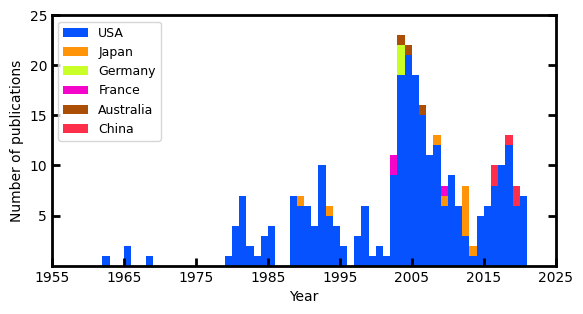 25
20
15
10
5
Number of publications
USA
Japan
Germany
France
Australia
China
1955 1965 1975 1985 1995 2005 2015 2025
Year